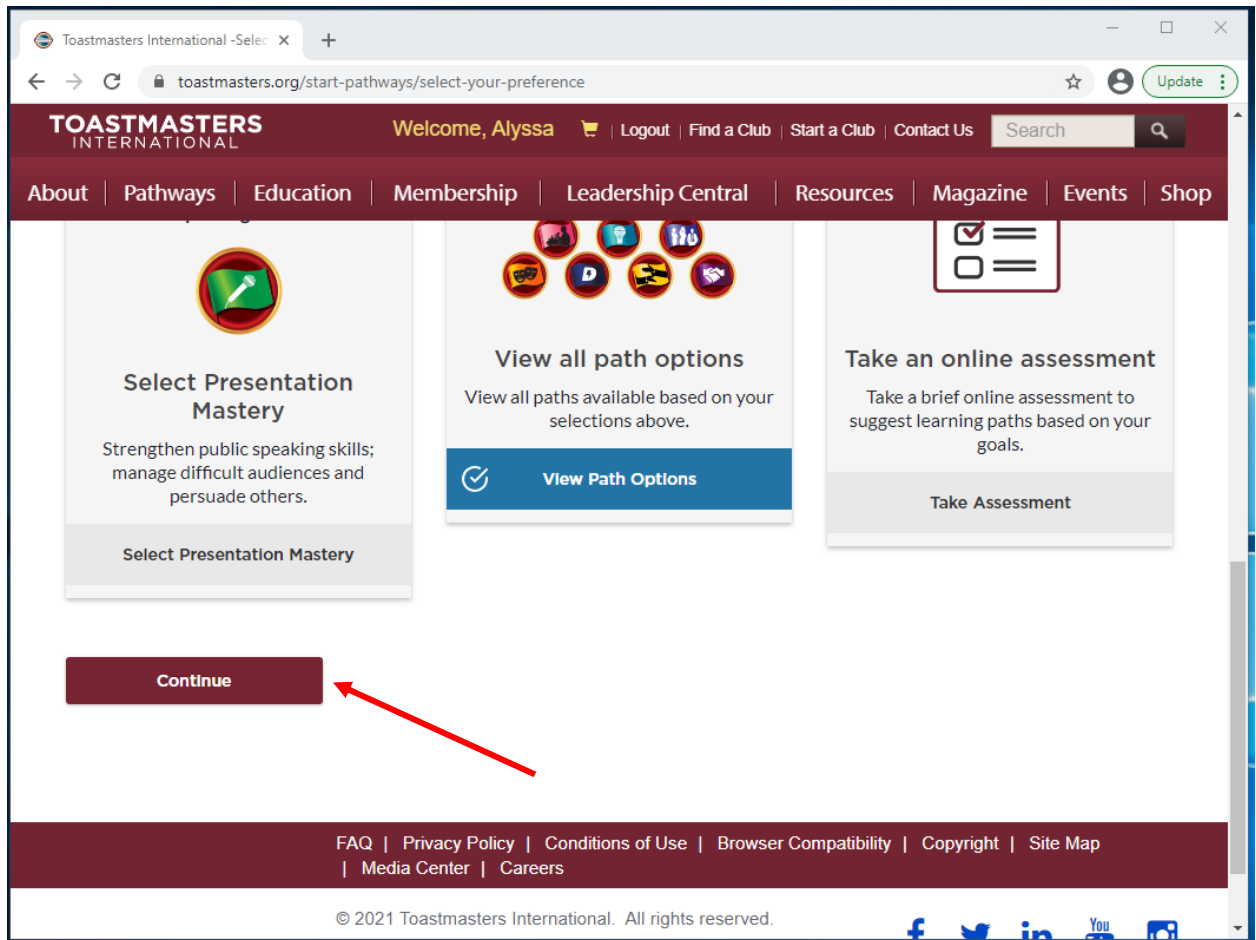 Toastmasters International -Selec
toastmasters.org/start-pathways/select-your-preference
Update
TOASTMASTERS
INTERNATIONAL
Welcome, Alyssa | Logout | Find a Club | Start a Club | Contact Us
Search
About | Pathways | Education | Membership | Leadership Central | Resources | Magazine | Events | Shop
Select Presentation
Mastery
Strengthen public speaking skills;
manage difficult audiences and
persuade others.
Select Presentation Mastery
D
View all path options
View all paths available based on your
selections above.
View Path Options
Take an online assessment
Take a brief online assessment to
suggest learning paths based on your
goals.
Take Assessment
Continue
FAQ | Privacy Policy | Conditions of Use | Browser Compatibility | Copyright | Site Map
| Media Center | Careers
© 2021 Toastmasters International. All rights reserved.
f
in
You